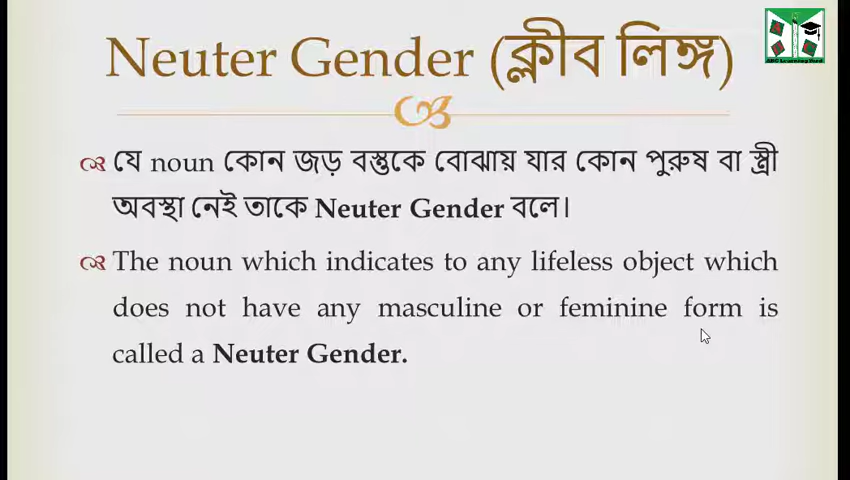 Neuter Gender (ক্লীব লিঙ্গ)
যে noun কোন জড় বস্তুকে বোঝায় যার কোন পুরুষ বা স্ত্রী
অবস্থা নেই তাকে Neuter Gender বলে।
The noun which indicates to any lifeless object which
does not have any masculine or feminine form is
called a Neuter Gender.